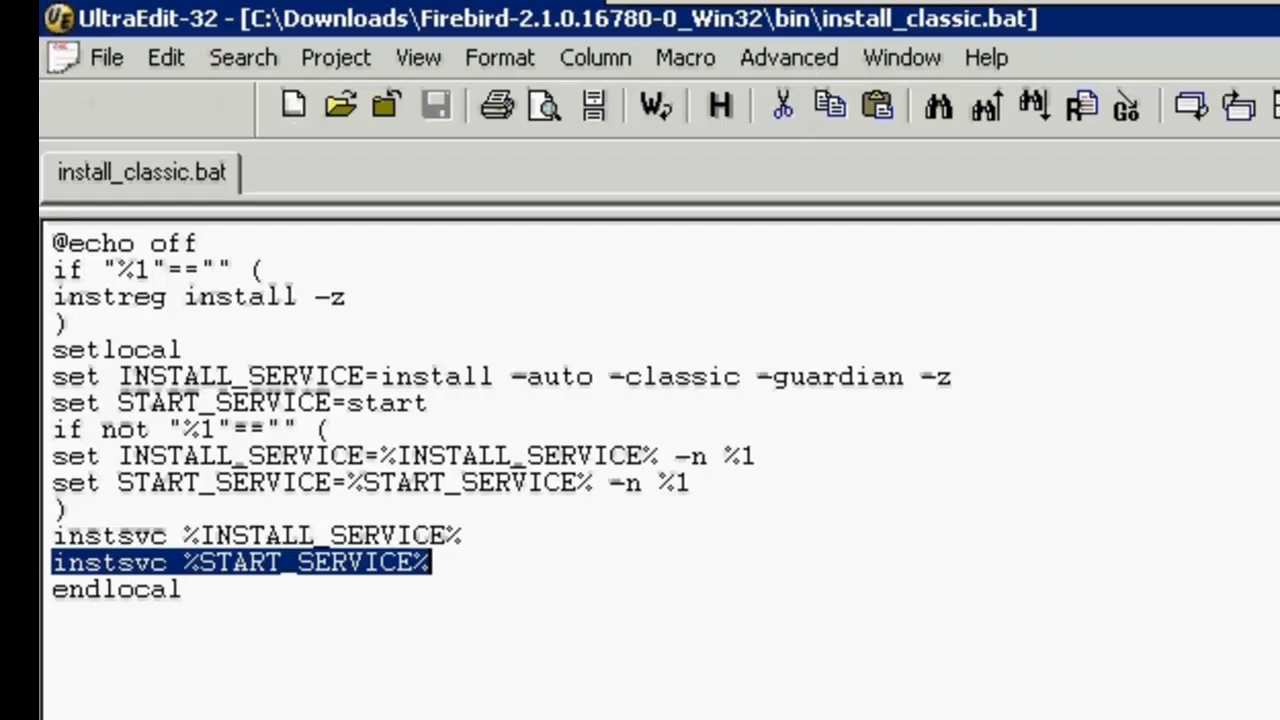 UltraEdit-32 - [C:\Downloads\Firebird-2.1.0.16780-0_Win32\bin\install_classic.bat]
File Edit Search Project View Format Column Macro Advanced Window Help
install_classic.bat
@echo off
if "%1"=="" (
instreg install -z
)
setlocal
set INSTALL_SERVICE=install -auto -classic -guardian -z
set START_SERVICE=start
if not "%1"=="" (
set INSTALL_SERVICE=%INSTALL_SERVICE% -n %1
set START_SERVICE=%START_SERVICE% -n %1
)
instsvc %INSTALL_SERVICE%
instsvc %START_SERVICE%
endlocal